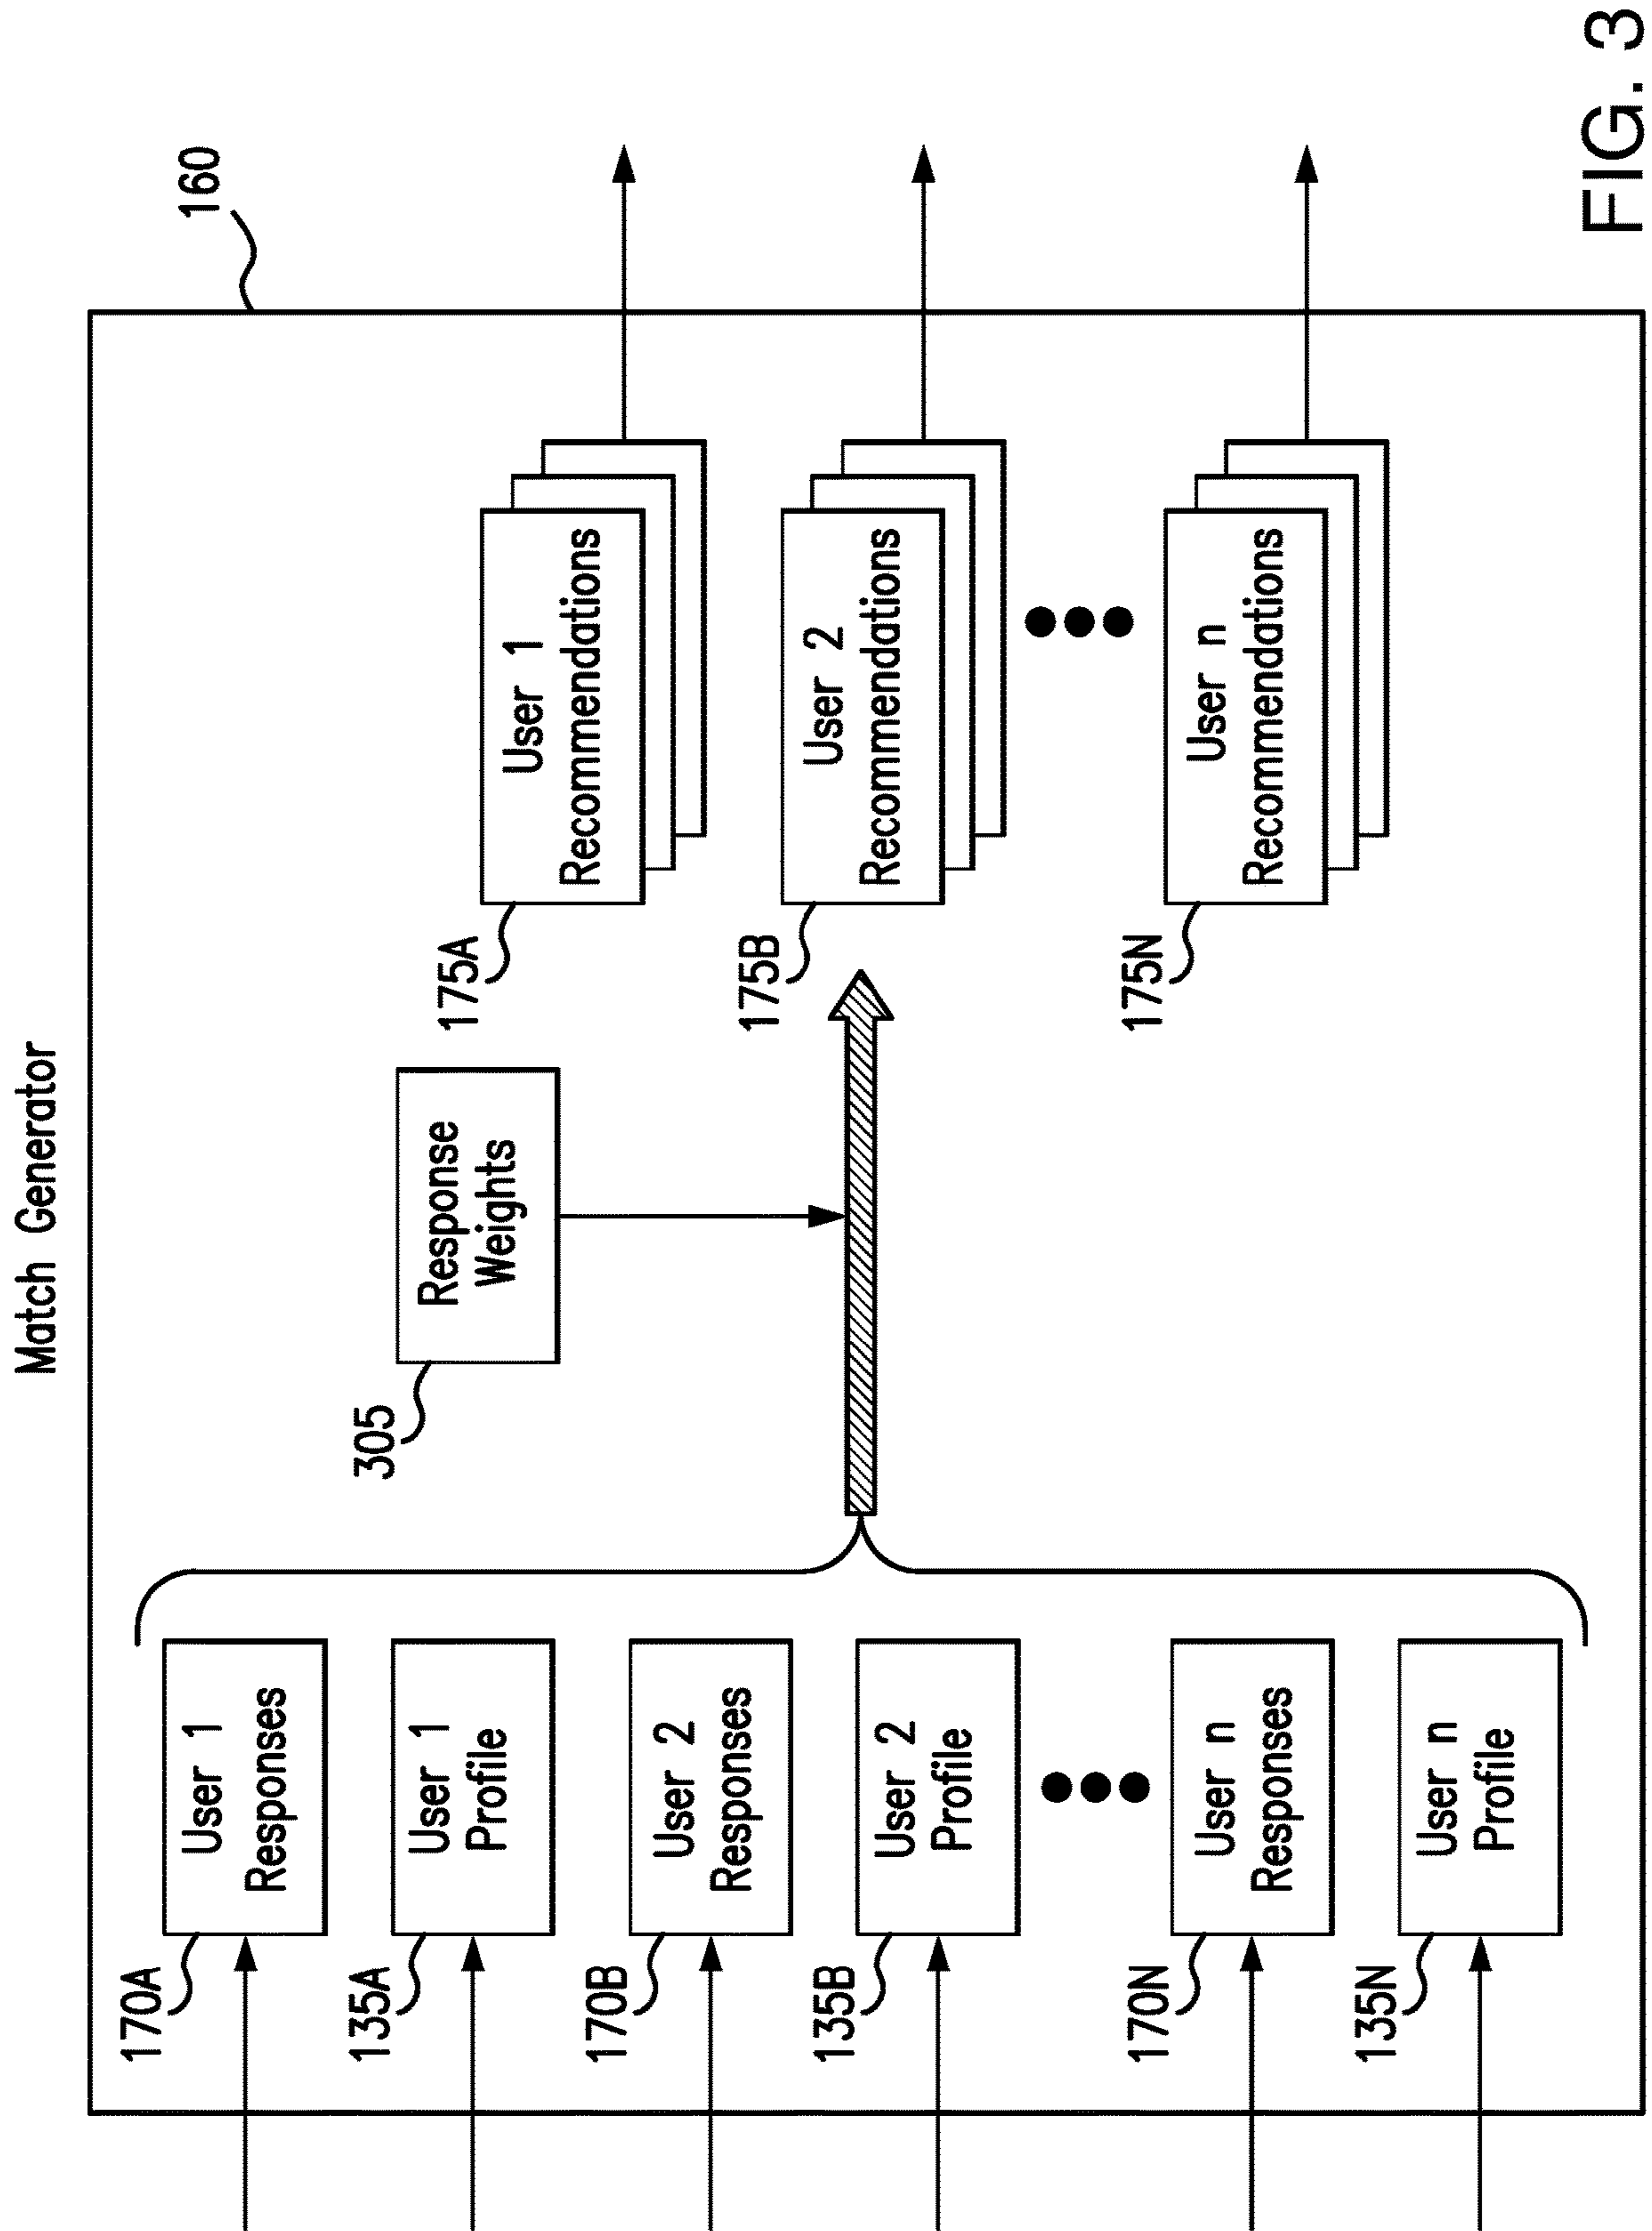 Match Generator
160
170A
User 1
Responses
135A
User 1
Profile
170B
User 2
Responses
135B
User 2
Profile
170N
User n
Responses
135N
User n
Profile
305
Response
Weights
175A
User 1
Recommendations
175B
User 2
Recommendations
175N
User n
Recommendations
FIG. 3